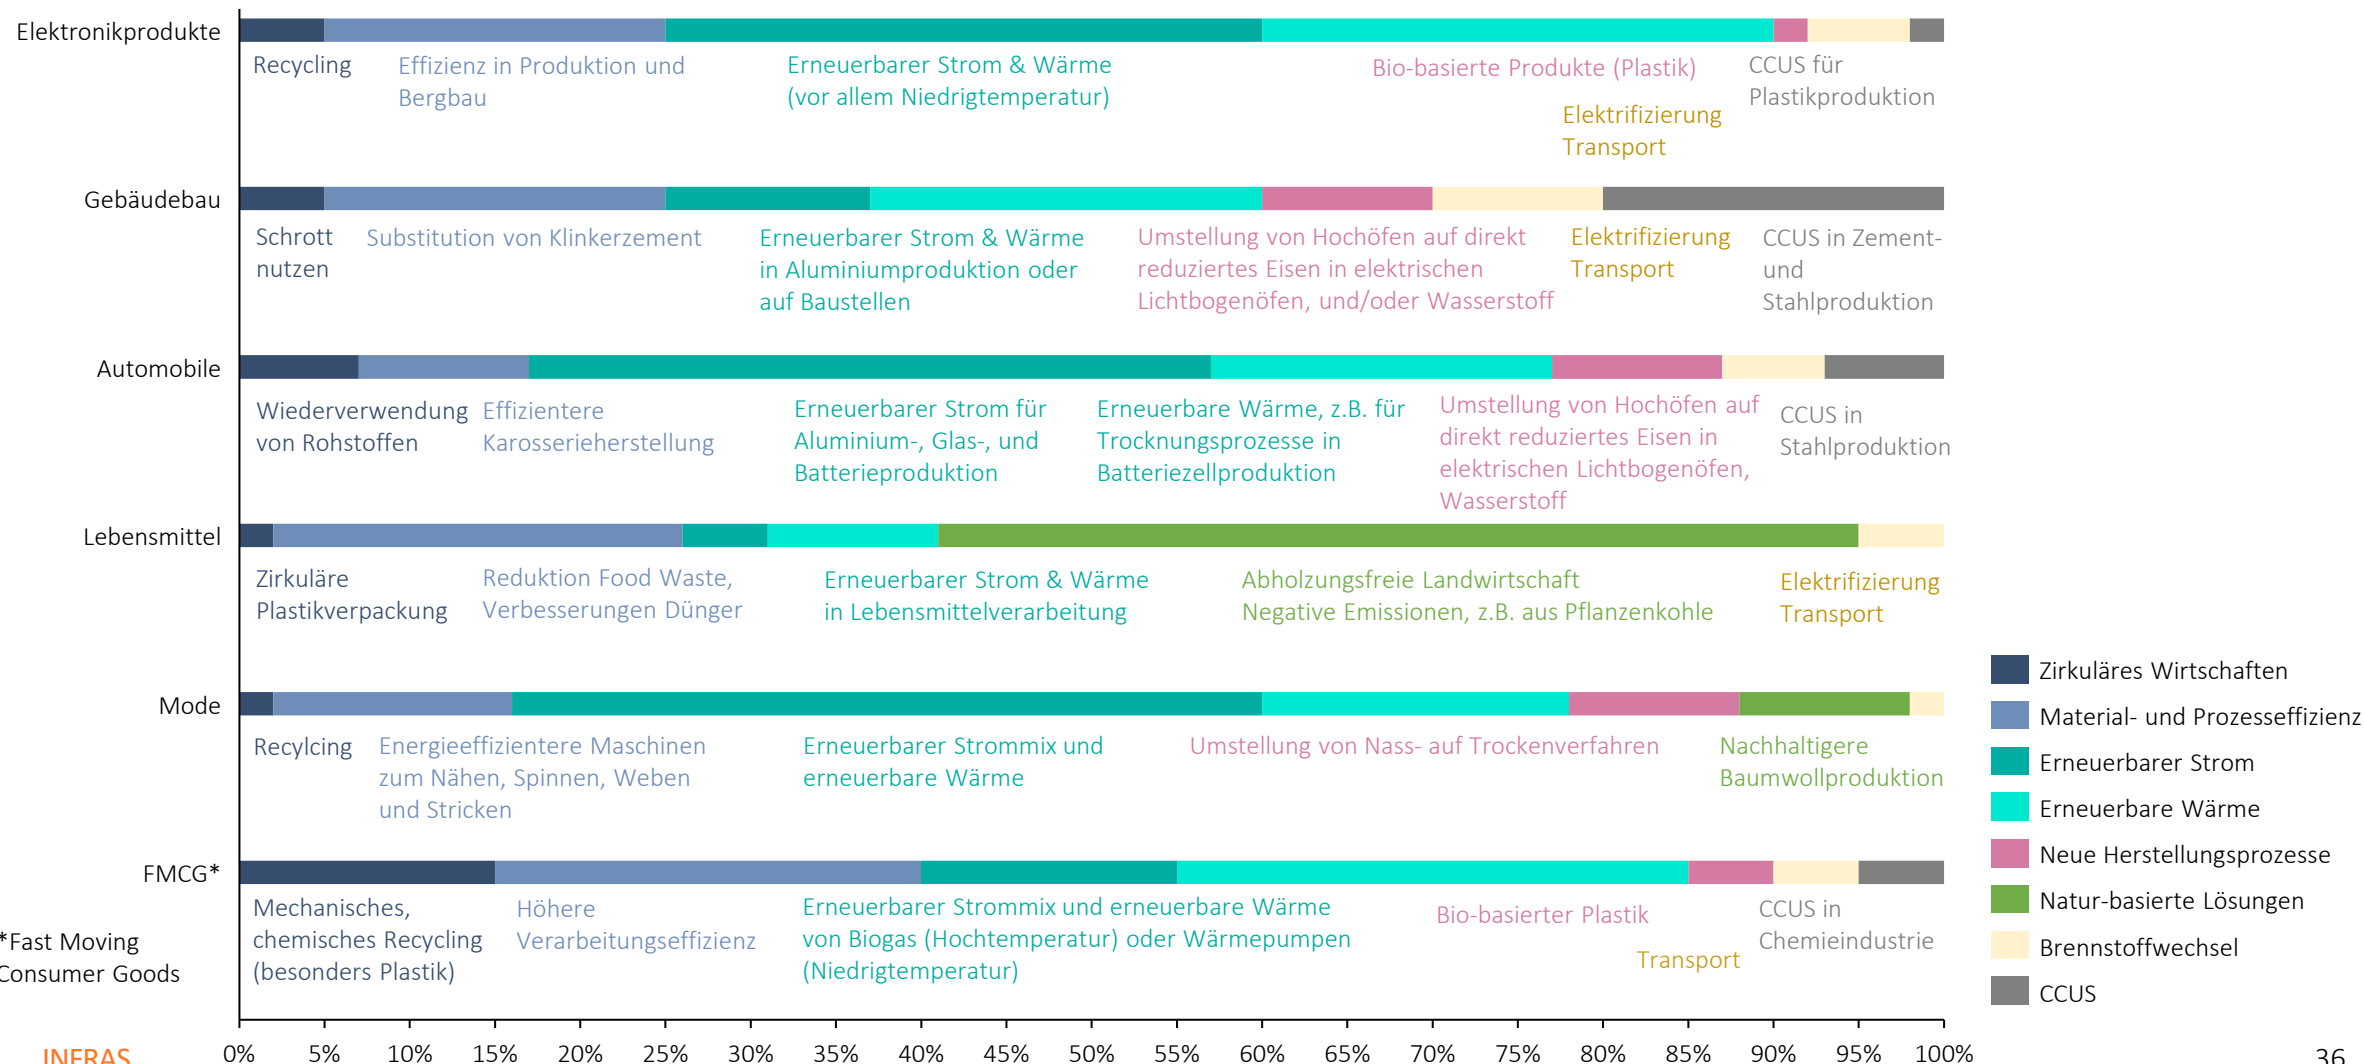 Elektronikprodukte
Recycling
Effizienz in Produktion und
Bergbau
Erneuerbarer Strom & Wärme
(vor allem Niedrigtemperatur)
Bio-basierte Produkte (Plastik)
Elektrifizierung
Transport
CCUS für
Plastikproduktion
Gebäudebau
Schrott
nutzen
Substitution von Klinkerzement
Erneuerbarer Strom & Wärme
in Aluminiumproduktion oder
auf Baustellen
Umstellung von Hochöfen auf direkt
reduziertes Eisen in elektrischen
Lichtbogenöfen, und/oder Wasserstoff
Elektrifizierung
Transport
CCUS in Zement-
und
Stahlproduktion
Automobile
Wiederverwendung
von Rohstoffen
Effizientere
Karosserieherstellung
Erneuerbarer Strom für
Aluminium-, Glas-, und
Batterieproduktion
Erneuerbare Wärme, z.B. für
Trocknungsprozesse in
Batteriezellproduktion
Umstellung von Hochöfen auf
direkt reduziertes Eisen in
elektrischen Lichtbogenöfen,
Wasserstoff
CCUS in
Stahlproduktion
Lebensmittel
Zirkuläre
Plastikverpackung
Reduktion Food Waste,
Verbesserungen Dünger
Erneuerbarer Strom & Wärme
in Lebensmittelverarbeitung
Abholzungsfreie Landwirtschaft
Negative Emissionen, z.B. aus Pflanzenkohle
Elektrifizierung
Transport
Mode
Recylcing
Energieeffizientere Maschinen
zum Nähen, Spinnen, Weben
und Stricken
Erneuerbarer Strommix und
erneuerbare Wärme
Umstellung von Nass- auf Trockenverfahren
Nachhaltigere
Baumwollproduktion
FMCG*
Mechanisches,
chemisches Recycling
(besonders Plastik)
Höhere
Verarbeitungseffizienz
Erneuerbarer Strommix und erneuerbare Wärme
von Biogas (Hochtemperatur) oder Wärmepumpen
(Niedrigtemperatur)
Bio-basierter Plastik
Transport
CCUS in
Chemieindustrie
*Fast Moving
Consumer Goods
Zirkuläres Wirtschaften
Material- und Prozesseffizienz
Erneuerbarer Strom
Erneuerbare Wärme
Neue Herstellungsprozesse
Natur-basierte Lösungen
Brennstoffwechsel
CCUS
0% 5% 10% 15% 20% 25% 30% 35% 40% 45% 50% 55% 60% 65% 70% 75% 80% 85% 90% 95% 100%
INFRAS
36